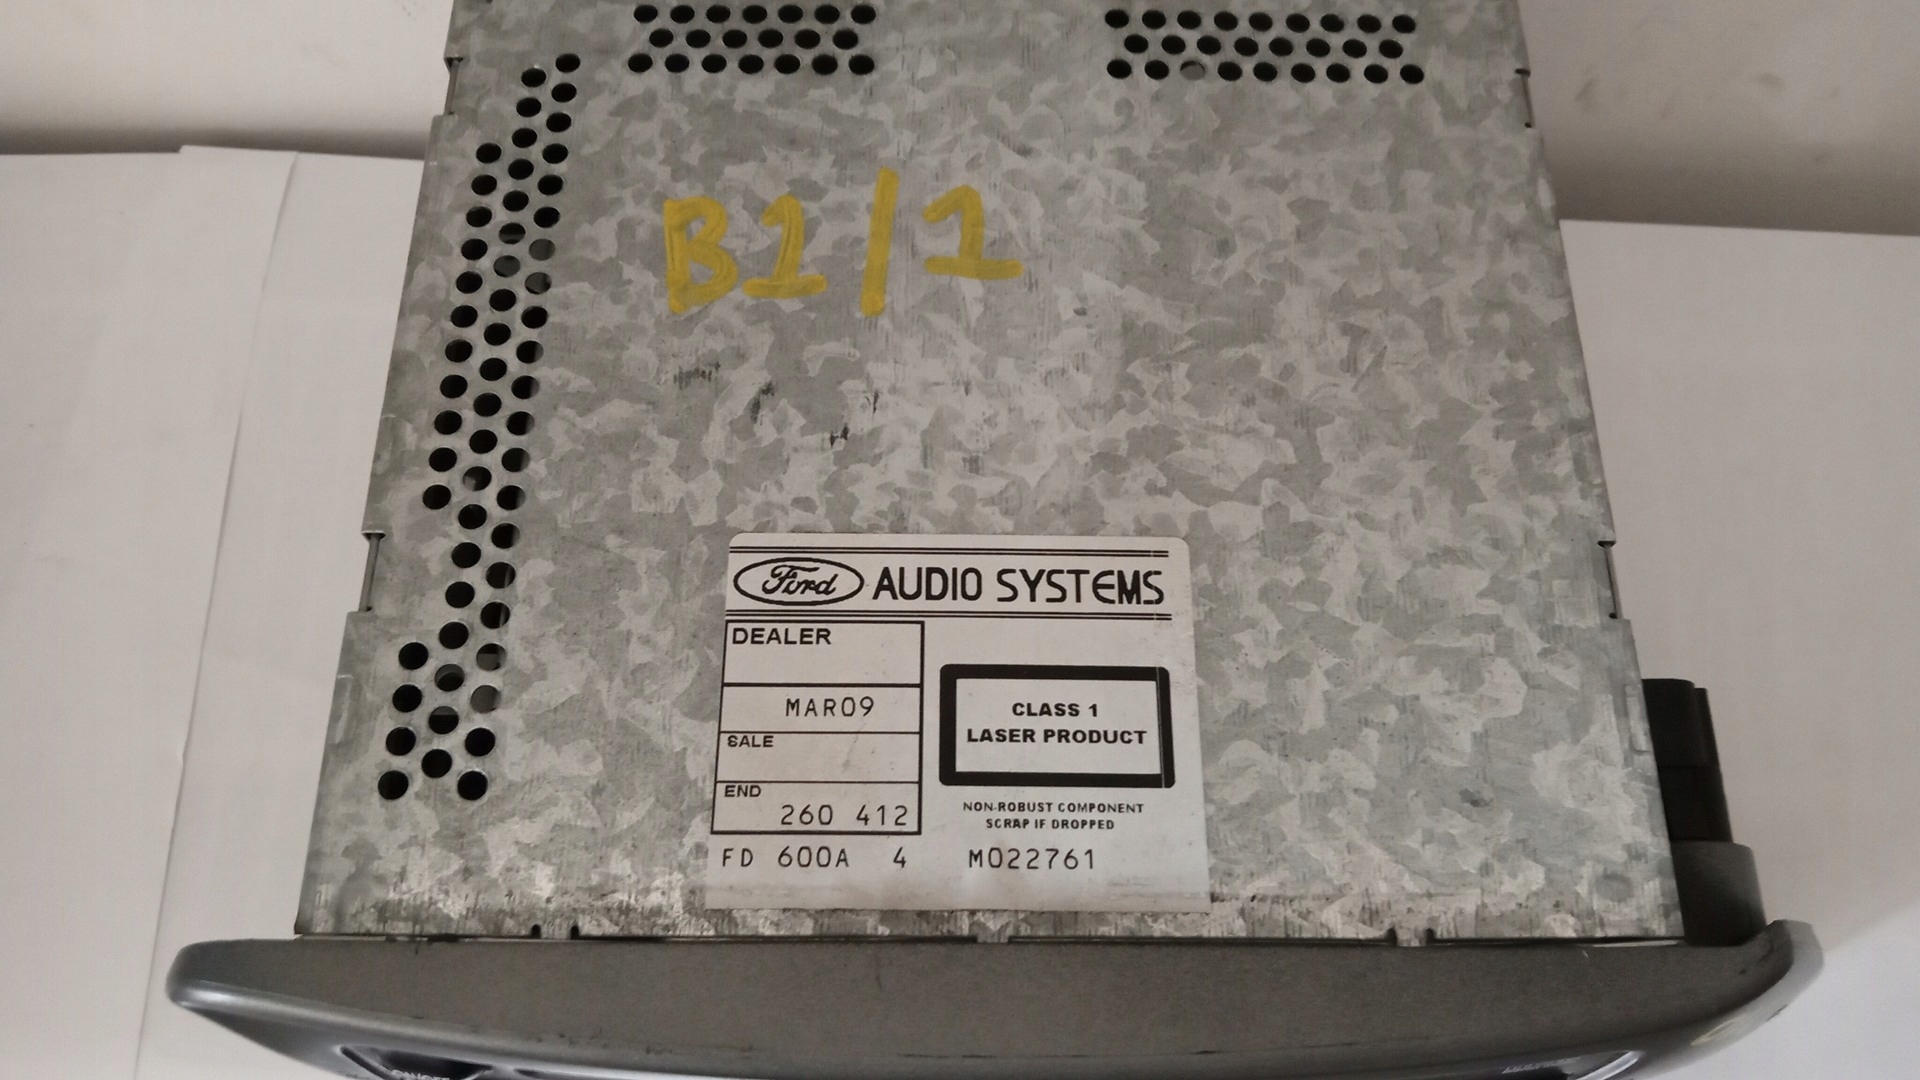 B1/1
Ford AUDIO SYSTEMS
DEALER
MAR09
SALE
END
260 412
CLASS 1
LASER PRODUCT
NON-ROBUST COMPONENT
SCRAP IF DROPPED
FD 600A 4 M022761